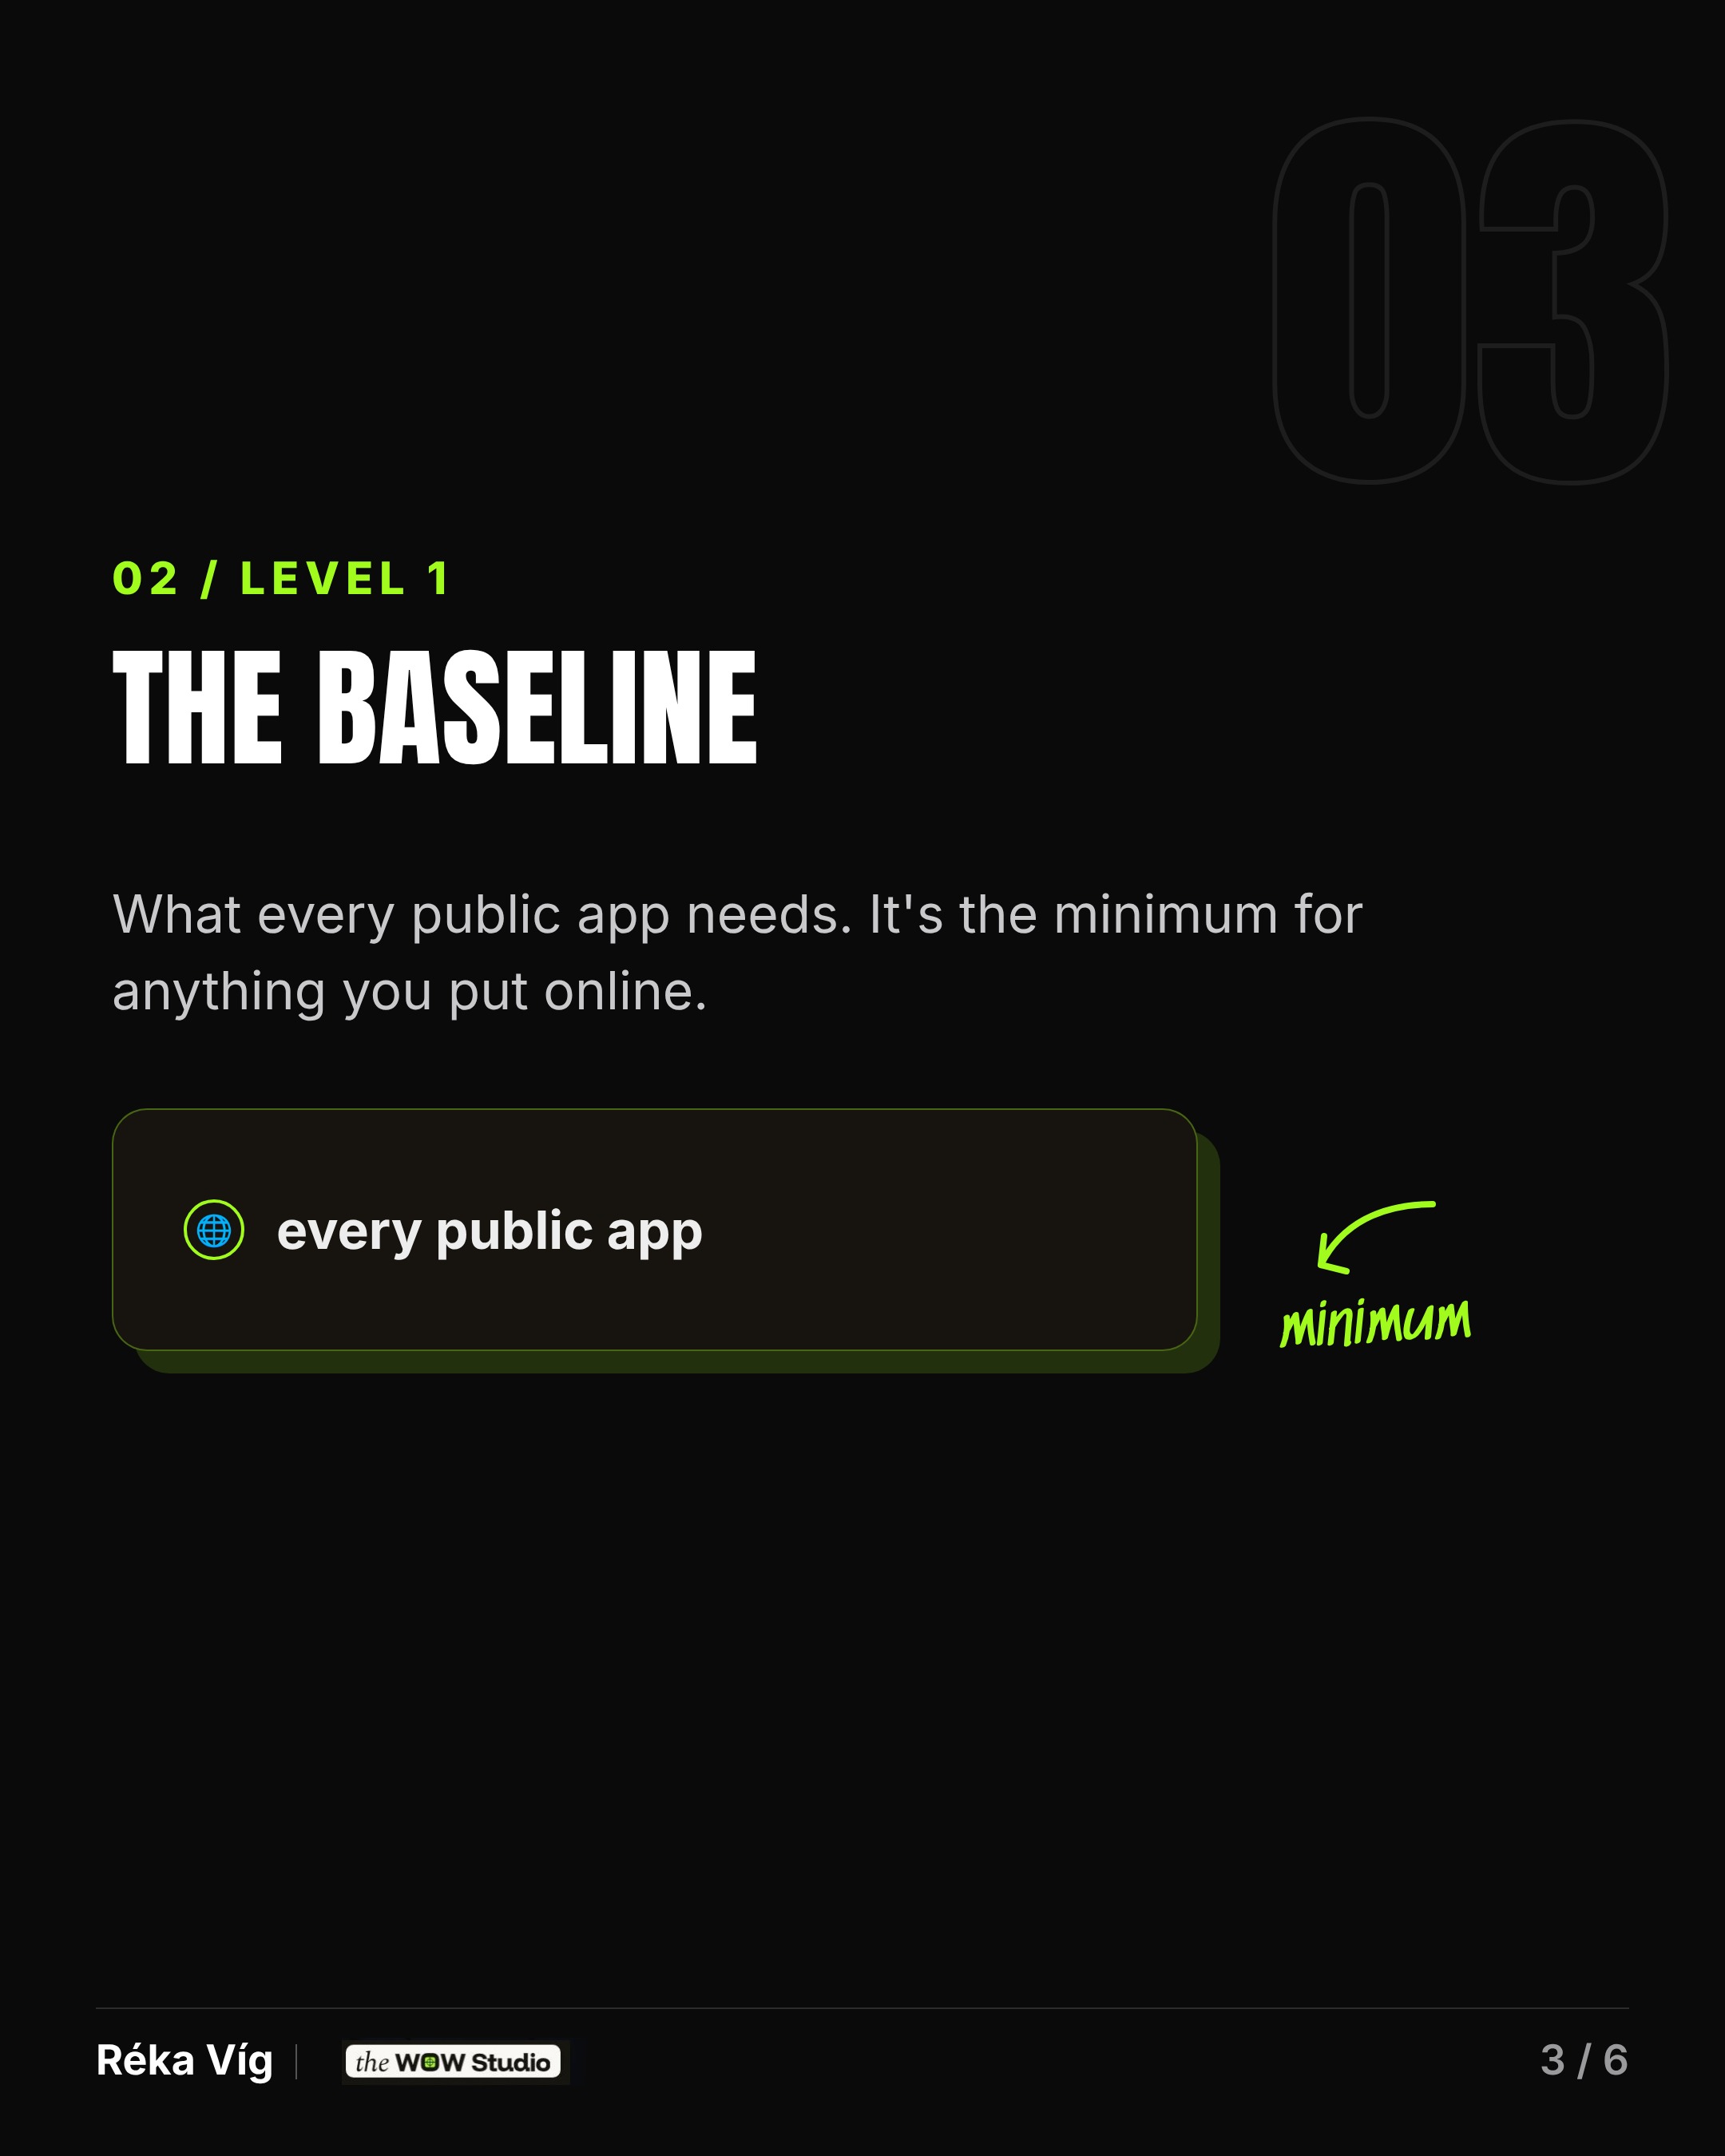 03
02 / LEVEL 1
THE BASELINE
What every public app needs. It's the minimum for
anything you put online.
every public app
minimum
Réka Víg
the WOW Studio
3 / 6